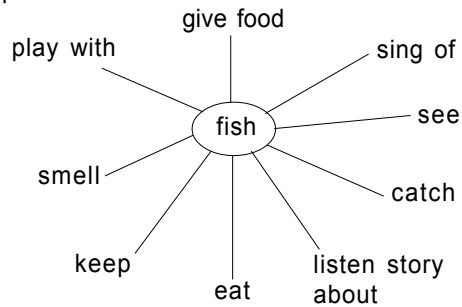 give food
play with
sing of
fish
see
smell
catch
keep
listen story
about
eat